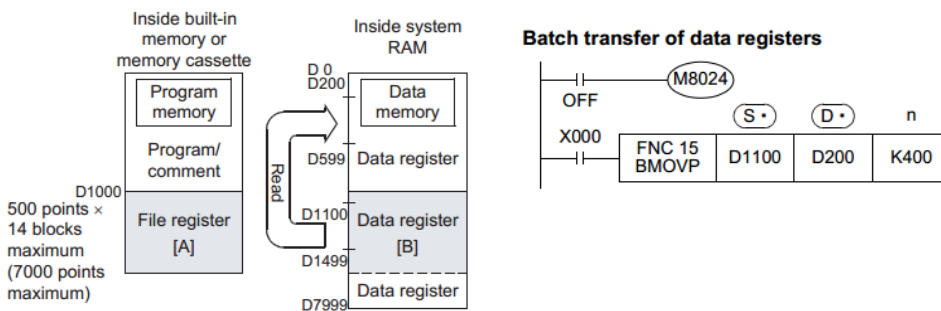 Inside built-in
memory or
memory cassette
Program
memory
Program/
comment
D1000
500 points ×
14 blocks
maximum
(7000 points
maximum)
File register
[A]
Inside system
RAM
D 0
D200
Data
memory
D599
Data register
Read
D1100
Data register
[B]
D1499
Data register
D7999
Batch transfer of data registers
M8024
OFF
S • D • n
X000
FNC 15
BMOVP
D1100 D200 K400